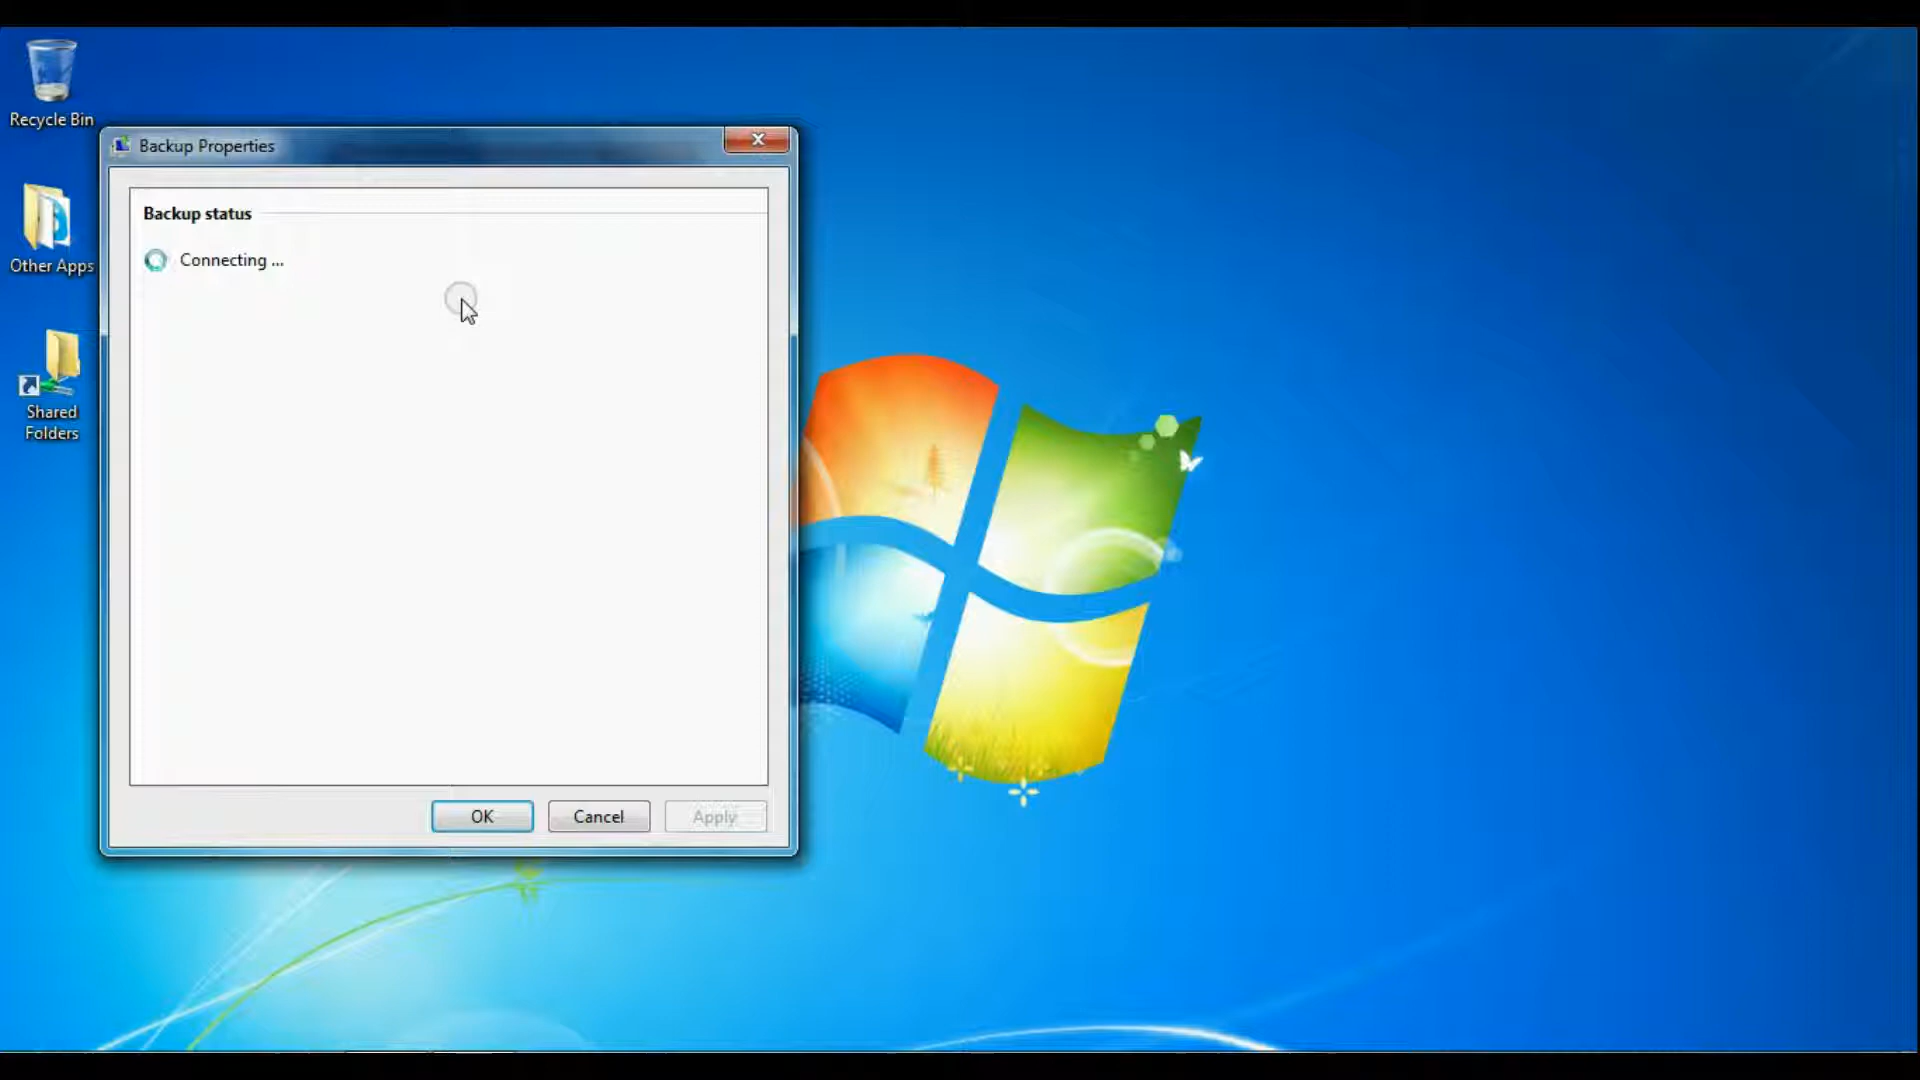 Recycle Bin
Other Apps
Shared
Folders
Backup Properties
Backup status
Connecting ...
OK
Cancel
Apply